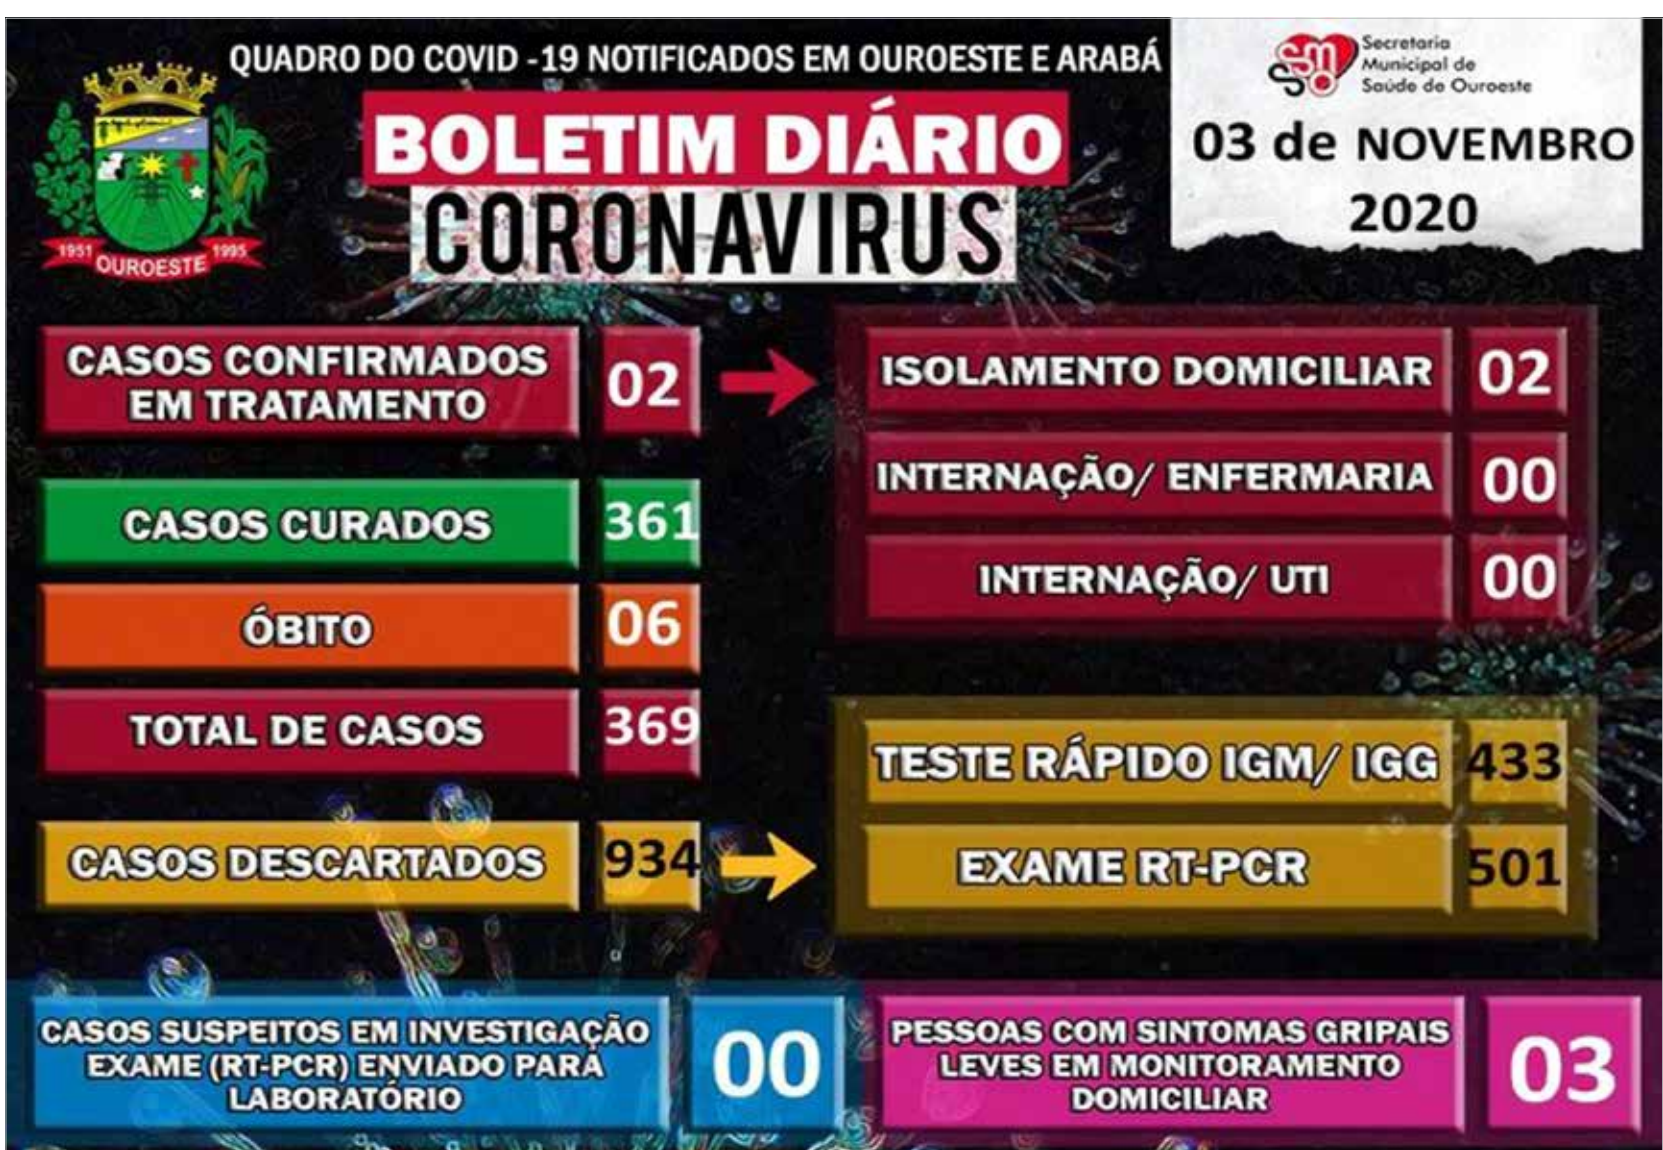 QUADRO DO COVID -19 NOTIFICADOS EM OUROESTE E ARABÁ
BOLETIM DIÁRIO
CORONAVIRUS
1951 OUROESTE 1995
SSMO
Secretaria
Municipal de
Saúde de Ouroeste
03 de NOVEMBRO
2020
CASOS CONFIRMADOS
EM TRATAMENTO
02
CASOS CURADOS
361
ÓBITO
06
TOTAL DE CASOS
369
CASOS DESCARTADOS
934
ISOLAMENTO DOMICILIAR
02
INTERNAÇÃO/ ENFERMARIA
00
INTERNAÇÃO/ UTI
00
TESTE RÁPIDO IGM/ IGG
433
EXAME RT-PCR
501
CASOS SUSPEITOS EM INVESTIGAÇÃO
EXAME (RT-PCR) ENVIADO PARA
LABORATÓRIO
00
PESSOAS COM SINTOMAS GRIPAIS
LEVES EM MONITORAMENTO
DOMICILIAR
03